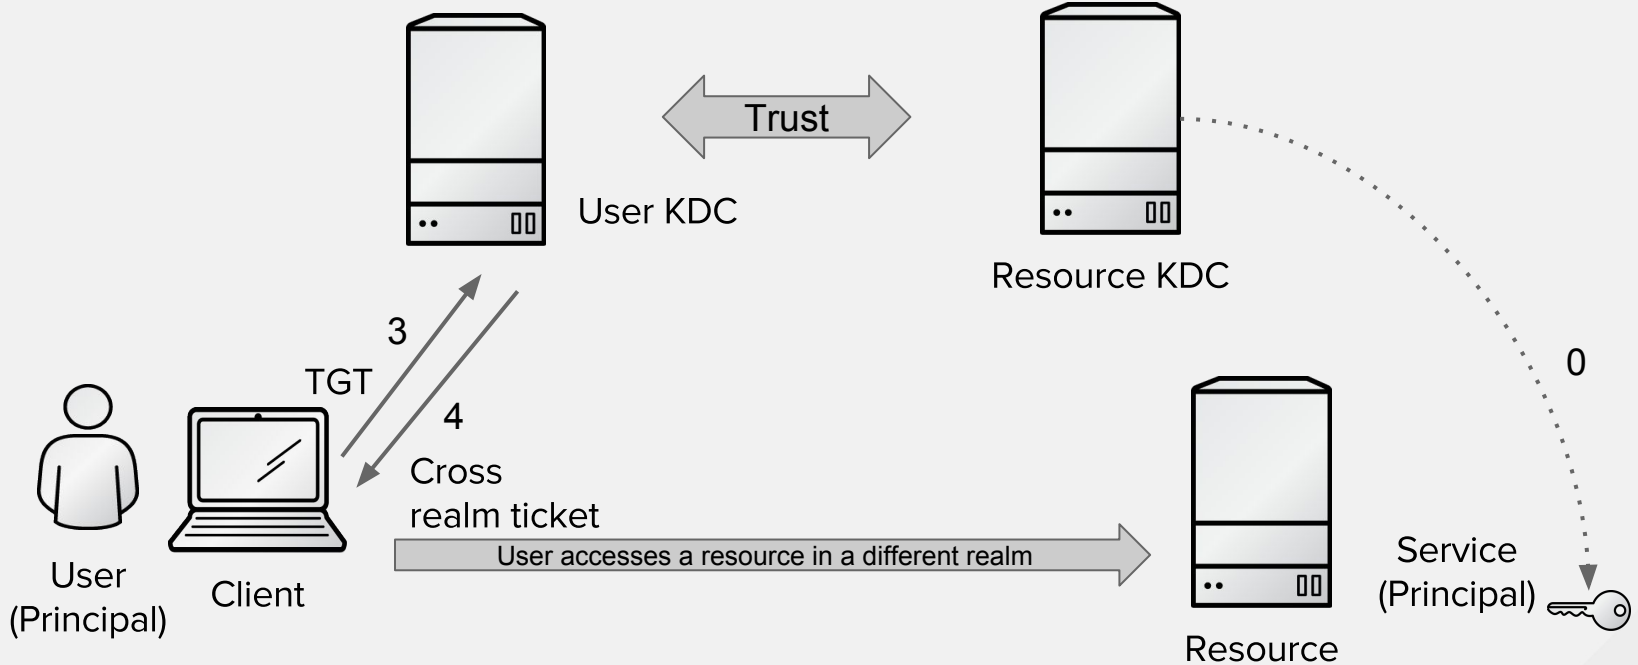 Trust
User KDC
Resource KDC
3
TGT
4
0
Cross
realm ticket
User accesses a resource in a different realm
User
(Principal)
Client
Service
(Principal)
Resource